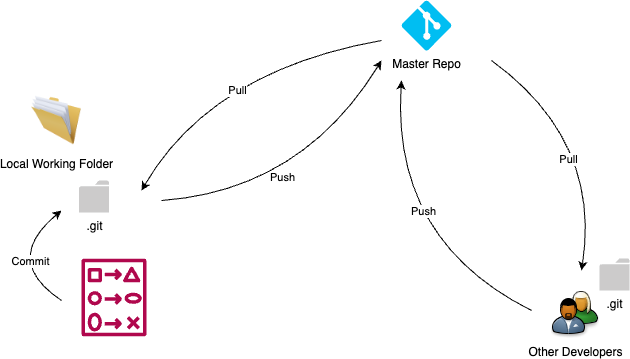 Master Repo
Pull
Local Working Folder
Pull
Push
Push
.git
Commit
.git
Other Developers